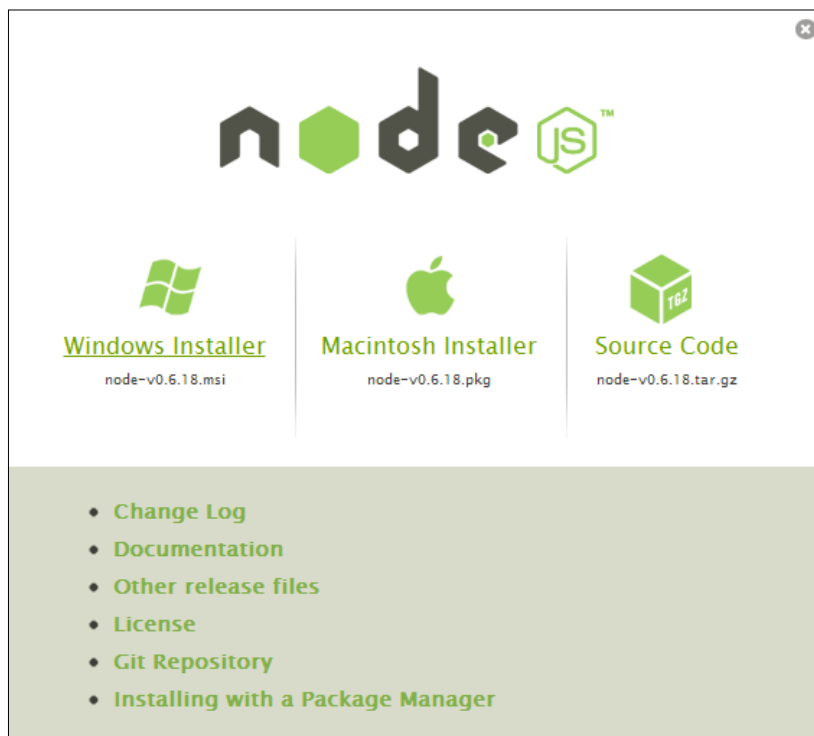 node JS™
Windows Installer
node-v0.6.18.msi
Macintosh Installer
node-v0.6.18.pkg
TGZ
Source Code
node-v0.6.18.tar.gz
Change Log
Documentation
Other release files
License
Git Repository
Installing with a Package Manager